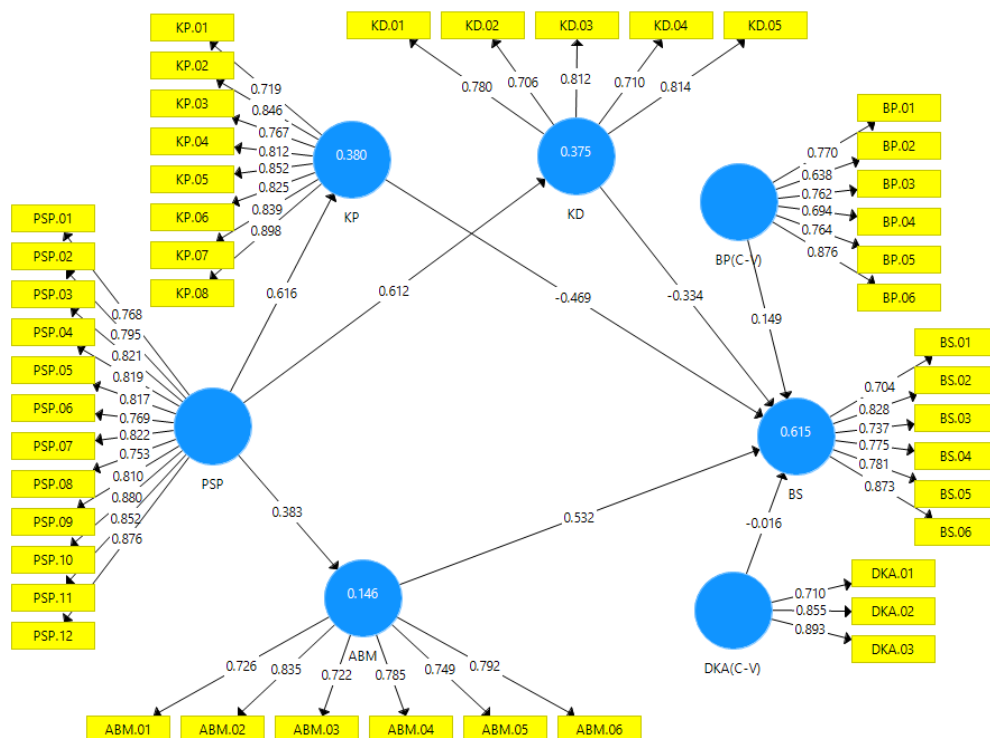 KP.01
KP.02
KP.03
KP.04
KP.05
KP.06
KP.07
KP.08
0.719
0.846
0.767
0.812
0.852
0.825
0.839
0.898
0.380
KP
KD.01
KD.02
KD.03
KD.04
KD.05
0.780
0.706
0.812
0.710
0.814
0.375
KD
BP.01
BP.02
BP.03
BP.04
BP.05
BP.06
0.770
0.638
0.762
0.694
0.764
0.876
BP(C-V)
PSP.01
PSP.02
PSP.03
PSP.04
PSP.05
PSP.06
PSP.07
PSP.08
PSP.09
PSP.10
PSP.11
PSP.12
0.768
0.795
0.821
0.819
0.817
0.769
0.822
0.753
0.810
0.880
0.852
0.876
PSP
0.616
0.612
-0.469
-0.334
0.149
0.383
0.532
-0.016
BS.01
BS.02
BS.03
BS.04
BS.05
BS.06
0.704
0.828
0.737
0.775
0.781
0.873
0.615
BS
DKA.01
DKA.02
DKA.03
0.710
0.855
0.893
DKA(C-V)
0.146
ABM
0.726
0.835
0.722
0.785
0.749
0.792
ABM.01
ABM.02
ABM.03
ABM.04
ABM.05
ABM.06